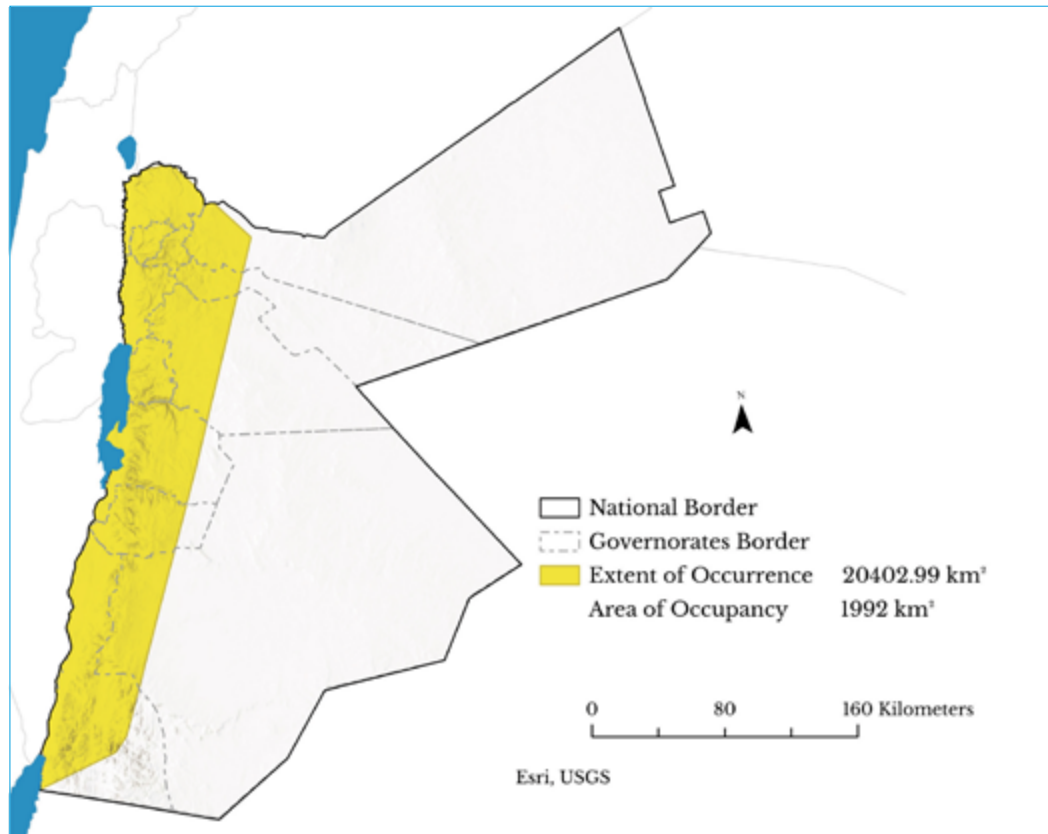 N
National Border
Governorates Border
Extent of Occurrence 20402.99 km²
Area of Occupancy 1992 km²
0 80 160 Kilometers
Esri, USGS